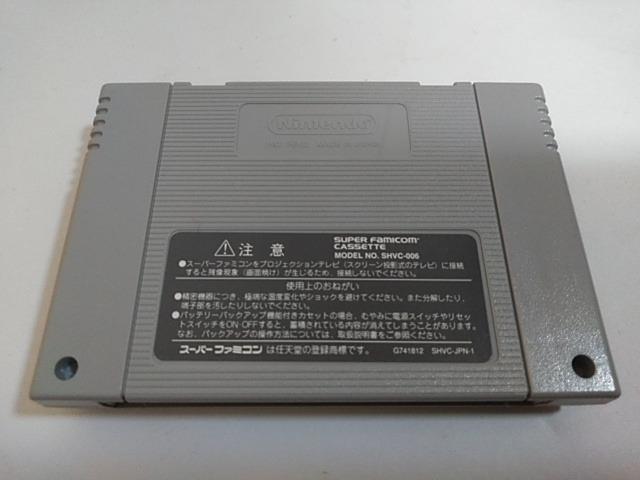 Nintendo
MADE IN JAPAN
⚠注意
SUPER FAMICOM
CASSETTE
MODEL NO. SHVC-006
●スーパーファミコンをプロジェクションテレビ(スクリーン投影式のテレビ)に接続
すると残像現象(画面焼け)が生じるため、接続しないでください。
使用上のおねがい
●精密機器につき、極端な温度変化やショックを避けてください。また分解したり、
端子部を汚したりしないでください。
●バッテリーバックアップ機能付きカセットの場合、むやみに電源スイッチやリセッ
トスイッチをON・OFFすると、蓄積されている内容が消えてしまうことがあります。
なお、バックアップの操作方法については、取扱説明書をご参照ください。
スーパーファミコンは任天堂の登録商標です。
G741812 SHVC-JPN-1